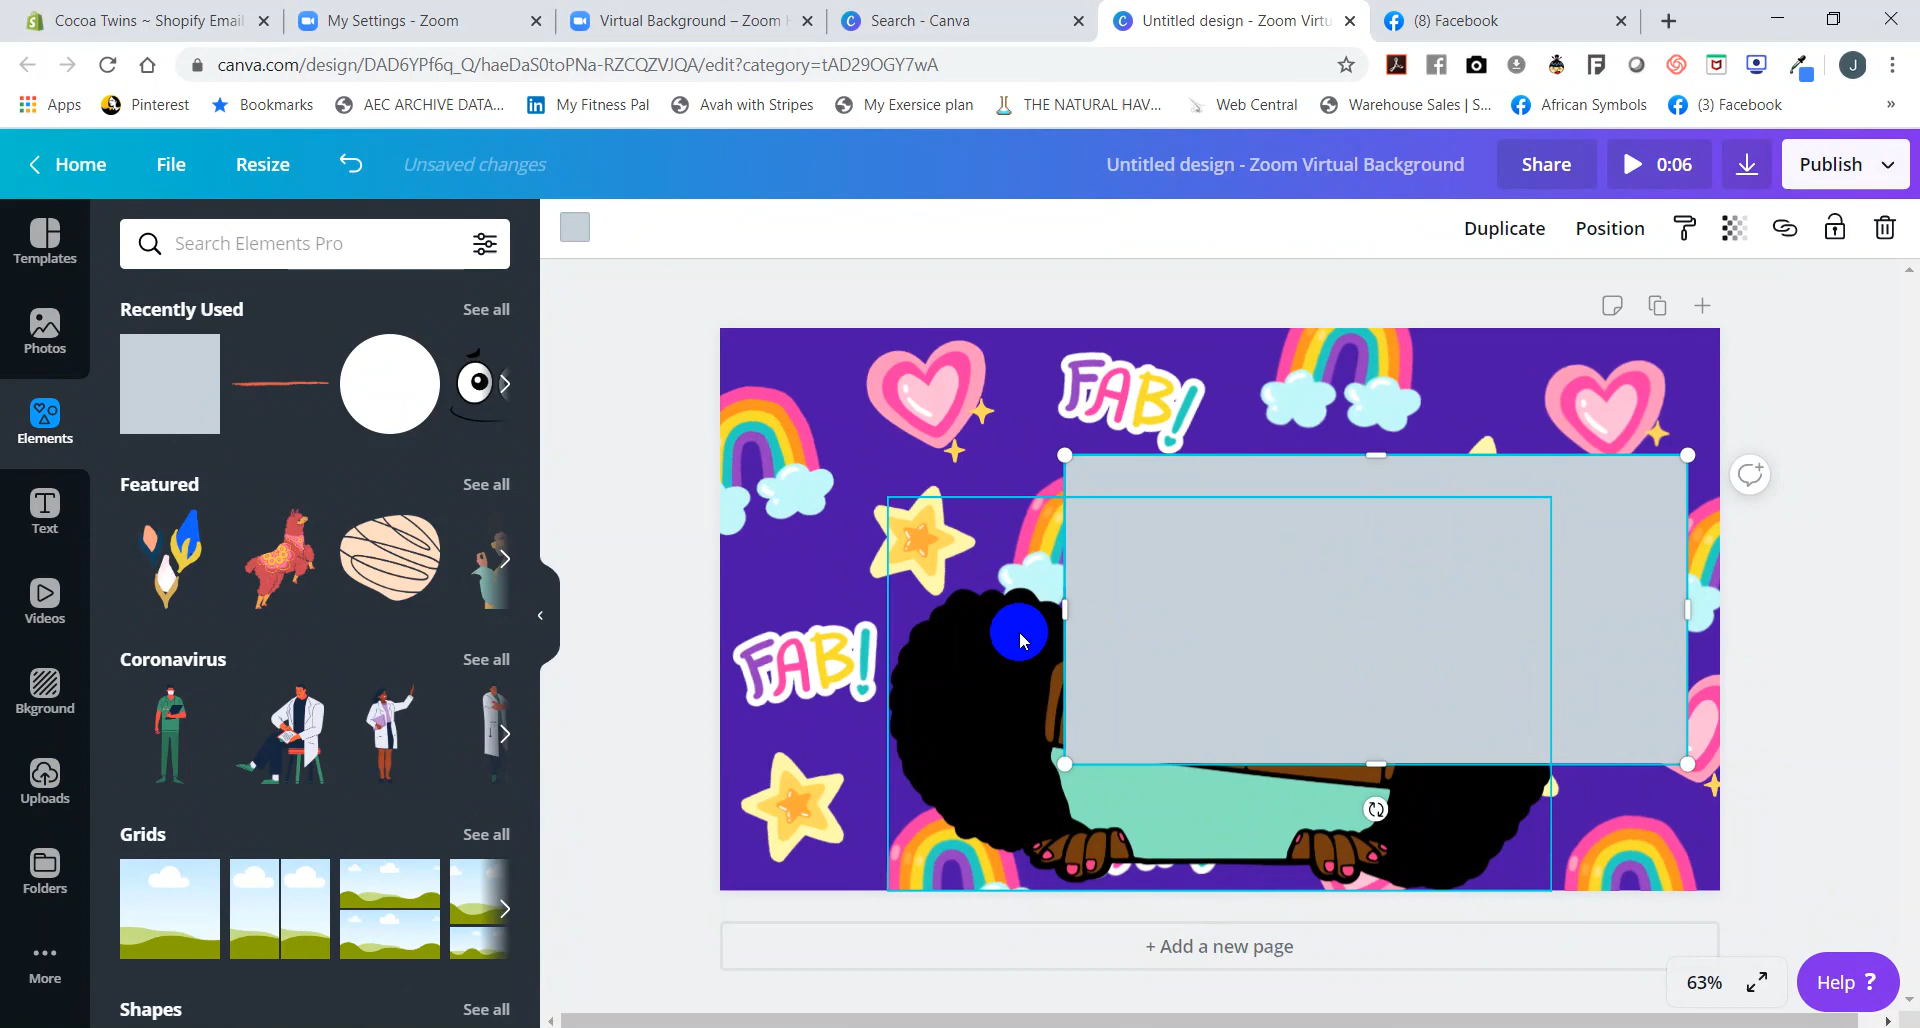 Cocoa Twins ~ Shopify Email
My Settings - Zoom
Virtual Background – Zoom H
Search - Canva
Untitled design - Zoom Virtu
(8) Facebook
canva.com/design/DAD6YPf6q_Q/haeDaS0toPNa-RZCQZVJQA/edit?category=tAD29OGY7wA
J
Apps
Pinterest
Bookmarks
AEC ARCHIVE DATA...
My Fitness Pal
Avah with Stripes
My Exersice plan
THE NATURAL HAV...
Web Central
Warehouse Sales | S...
African Symbols
(3) Facebook
»
Home
File
Resize
Unsaved changes
Untitled design - Zoom Virtual Background
Share
0:06
Publish
Templates
Photos
Elements
Text
Videos
Bkground
Uploads
Folders
More
Search Elements Pro
Recently Used
See all
Featured
See all
Coronavirus
See all
Grids
See all
Shapes
See all
Duplicate
Position
FAB!
FAB!
+ Add a new page
63%
Help ?